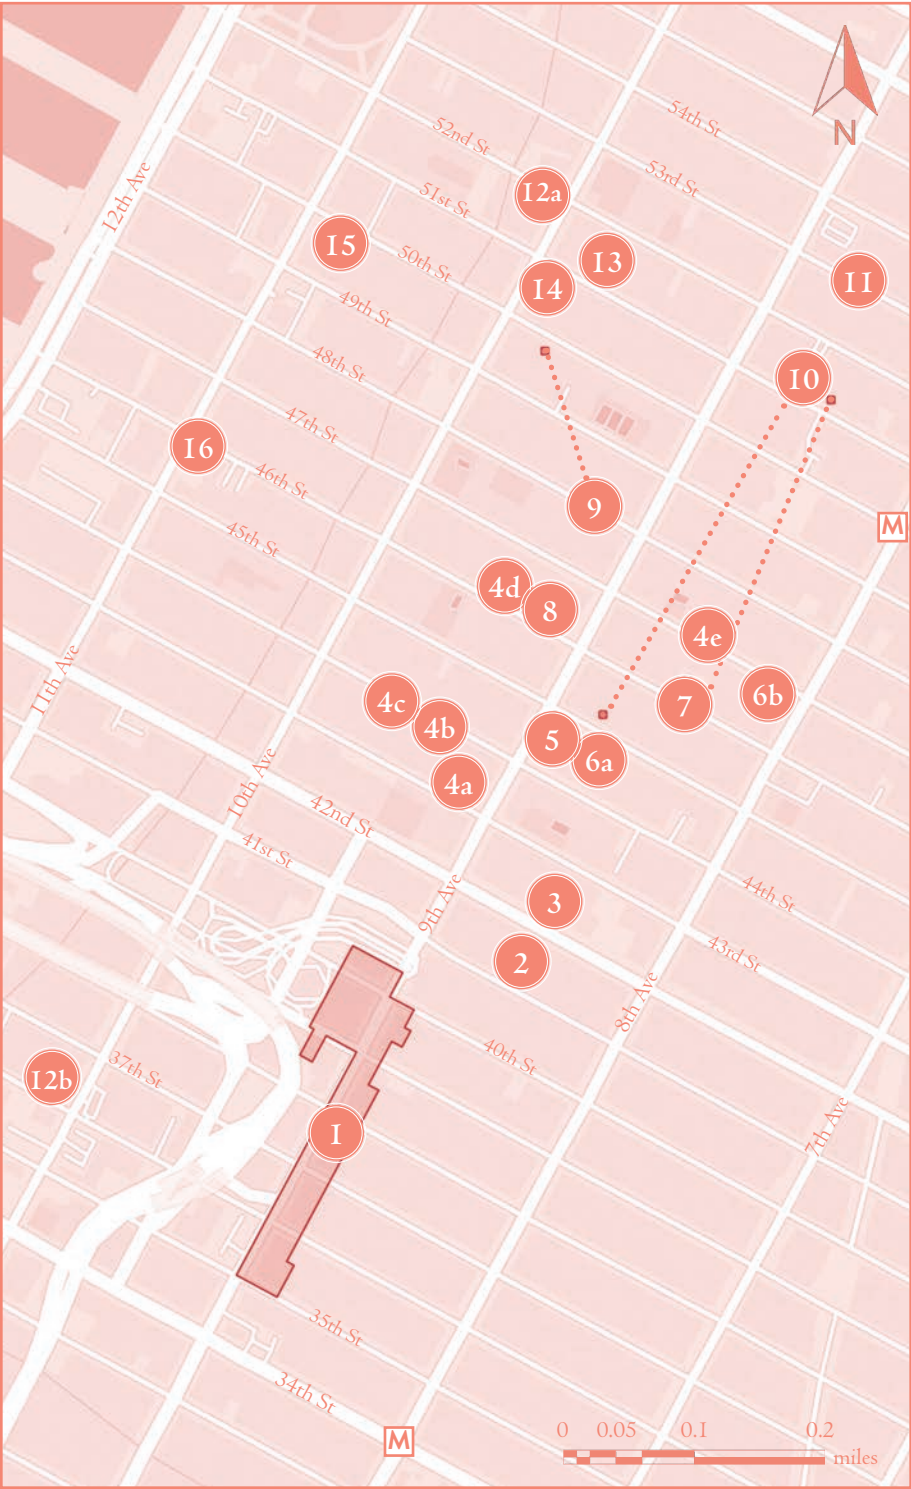 N
54th St
52nd St
53rd St
12th Ave
12a
51st St
15
50th St
13
14
11
49th St
48th St
10
47th St
16
46th St
9
M
45th St
4d
8
4e
11th Ave
4c
4b
7
6b
5
6a
4a
10th Ave
42nd St
41st St
9th Ave
3
44th St
2
43rd St
8th Ave
40th St
12b
37th St
1
7th Ave
35th St
34th St
M
0 0.05 0.1 0.2
miles